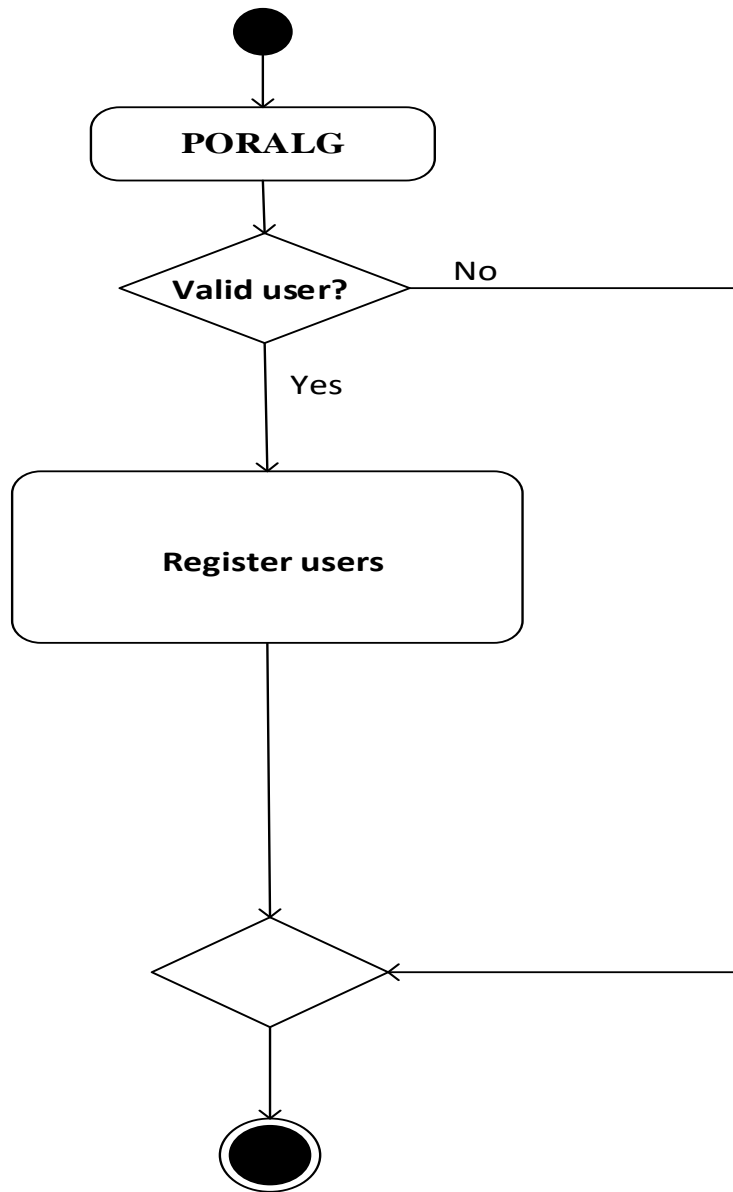 PORALG
Valid user?
No
Yes
Register users